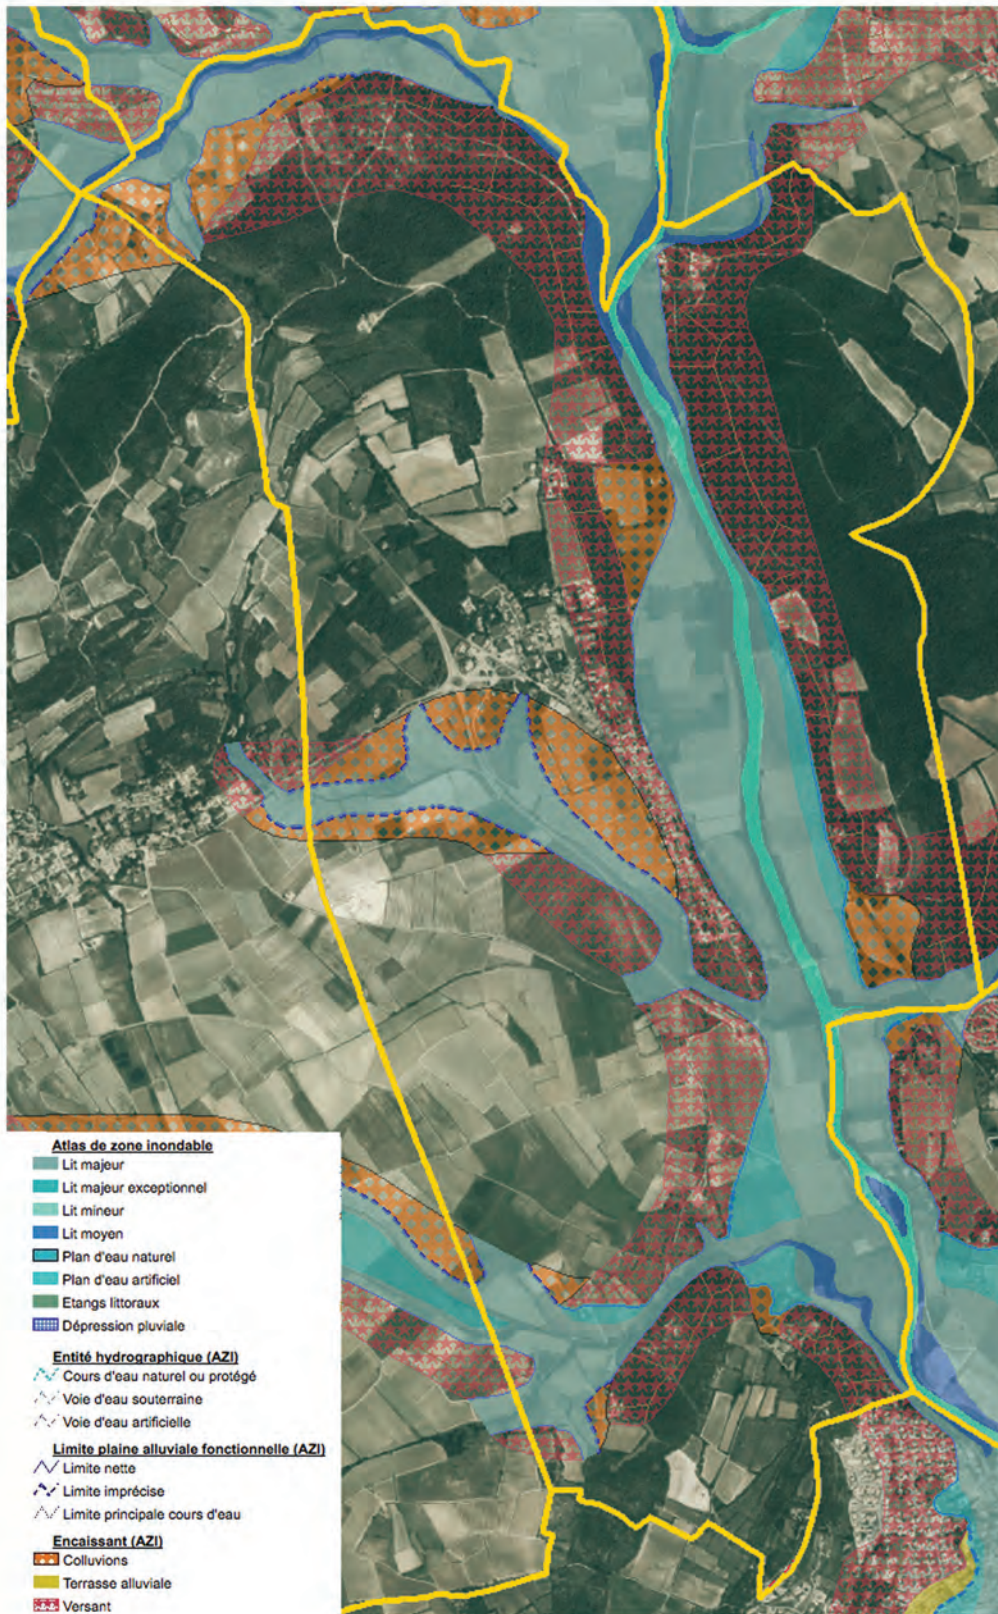 Atlas de zone inondable
Lit majeur
Lit majeur exceptionnel
Lit mineur
Lit moyen
Plan d'eau naturel
Plan d'eau artificiel
Etangs littoraux
Dépression pluviale
Entité hydrographique (AZI)
Cours d'eau naturel ou protégé
Voie d'eau souterraine
Voie d'eau artificielle
Limite plaine alluviale fonctionnelle (AZI)
Limite nette
Limite imprécise
Limite principale cours d'eau
Encaissant (AZI)
Colluvions
Terrasse alluviale
Versant